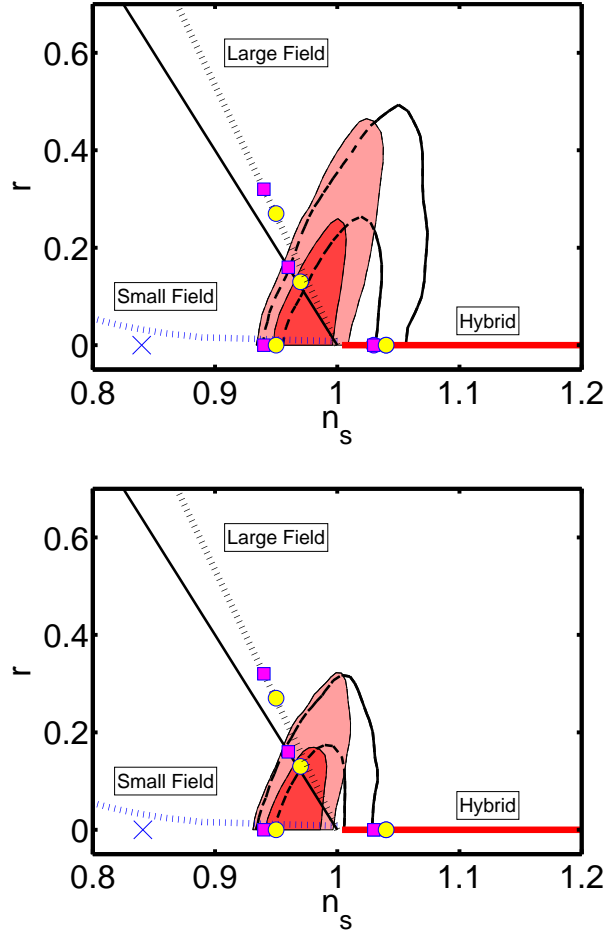 0.6
Large Field
0.4
r
0.2
Small Field
Hybrid
0
0.8 0.9 1 1.1 1.2
n_s
0.6
Large Field
0.4
r
0.2
Small Field
Hybrid
0
0.8 0.9 1 1.1 1.2
n_s